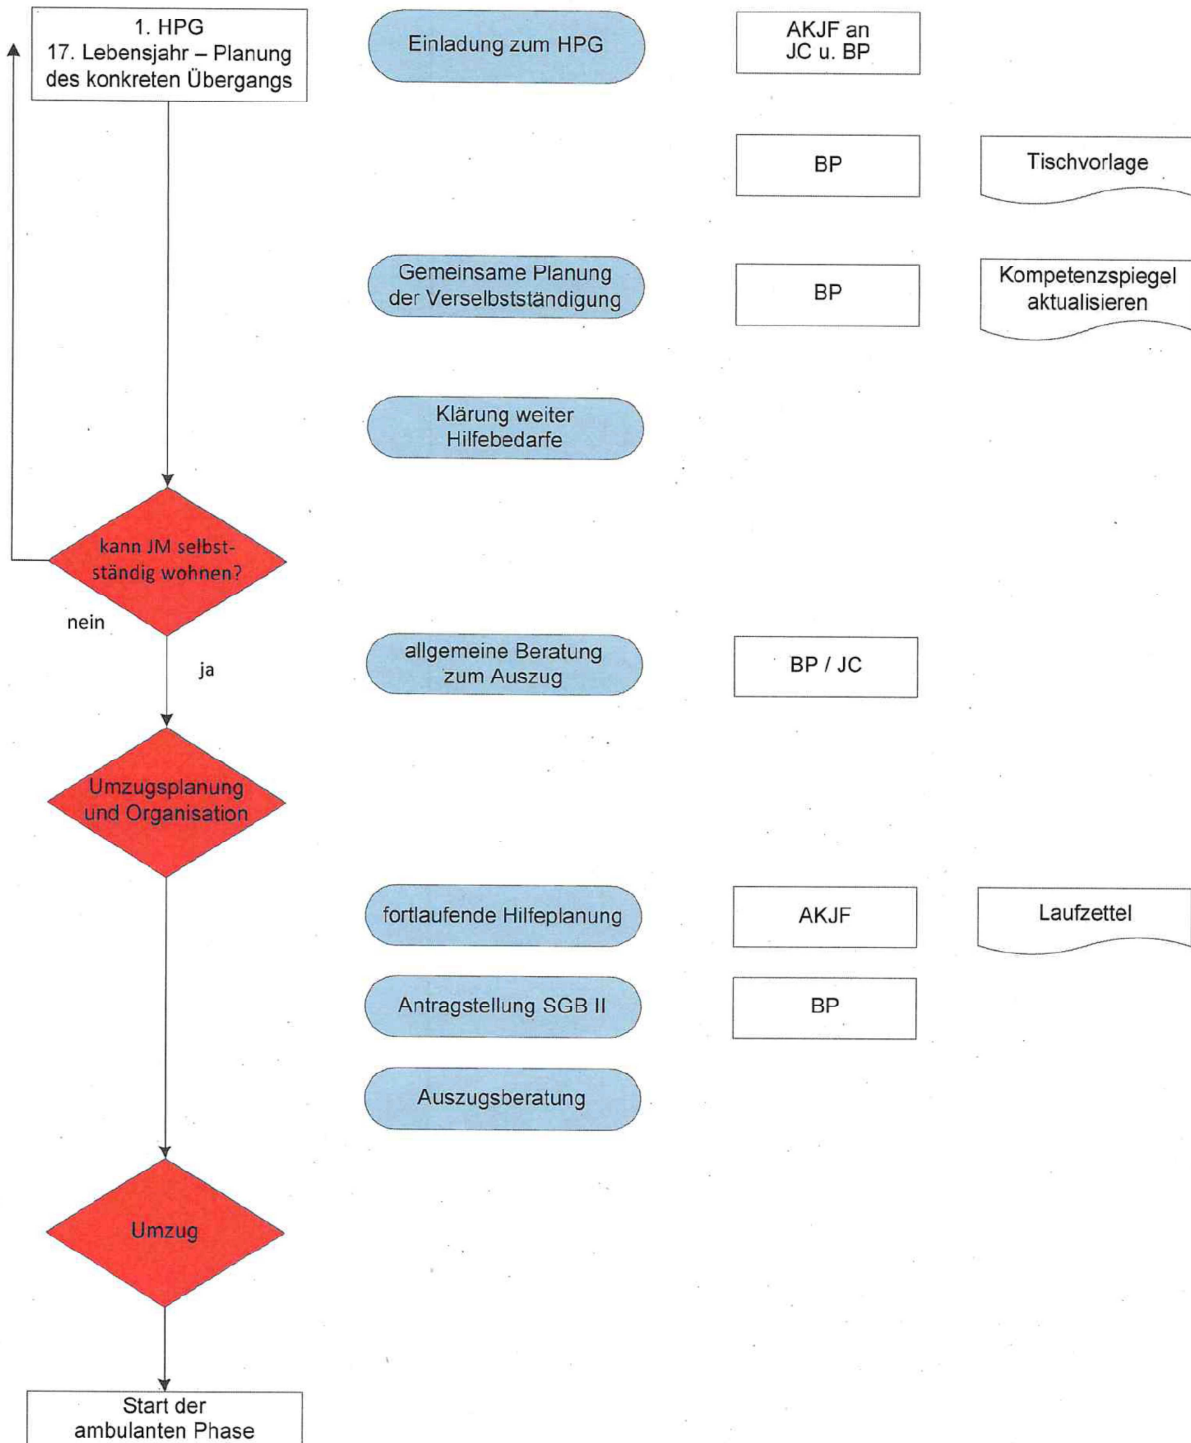 1. HPG
17. Lebensjahr – Planung
des konkreten Übergangs
Einladung zum HPG
AKJF an
JC u. BP
BP
Tischvorlage
Gemeinsame Planung
der Verselbstständigung
BP
Kompetenzspiegel
aktualisieren
Klärung weiter
Hilfebedarfe
kann JM selbst-
ständig wohnen?
nein
ja
allgemeine Beratung
zum Auszug
BP / JC
Umzugsplanung
und Organisation
fortlaufende Hilfeplanung
AKJF
Laufzettel
Antragstellung SGB II
BP
Auszugsberatung
Umzug
Start der
ambulanten Phase